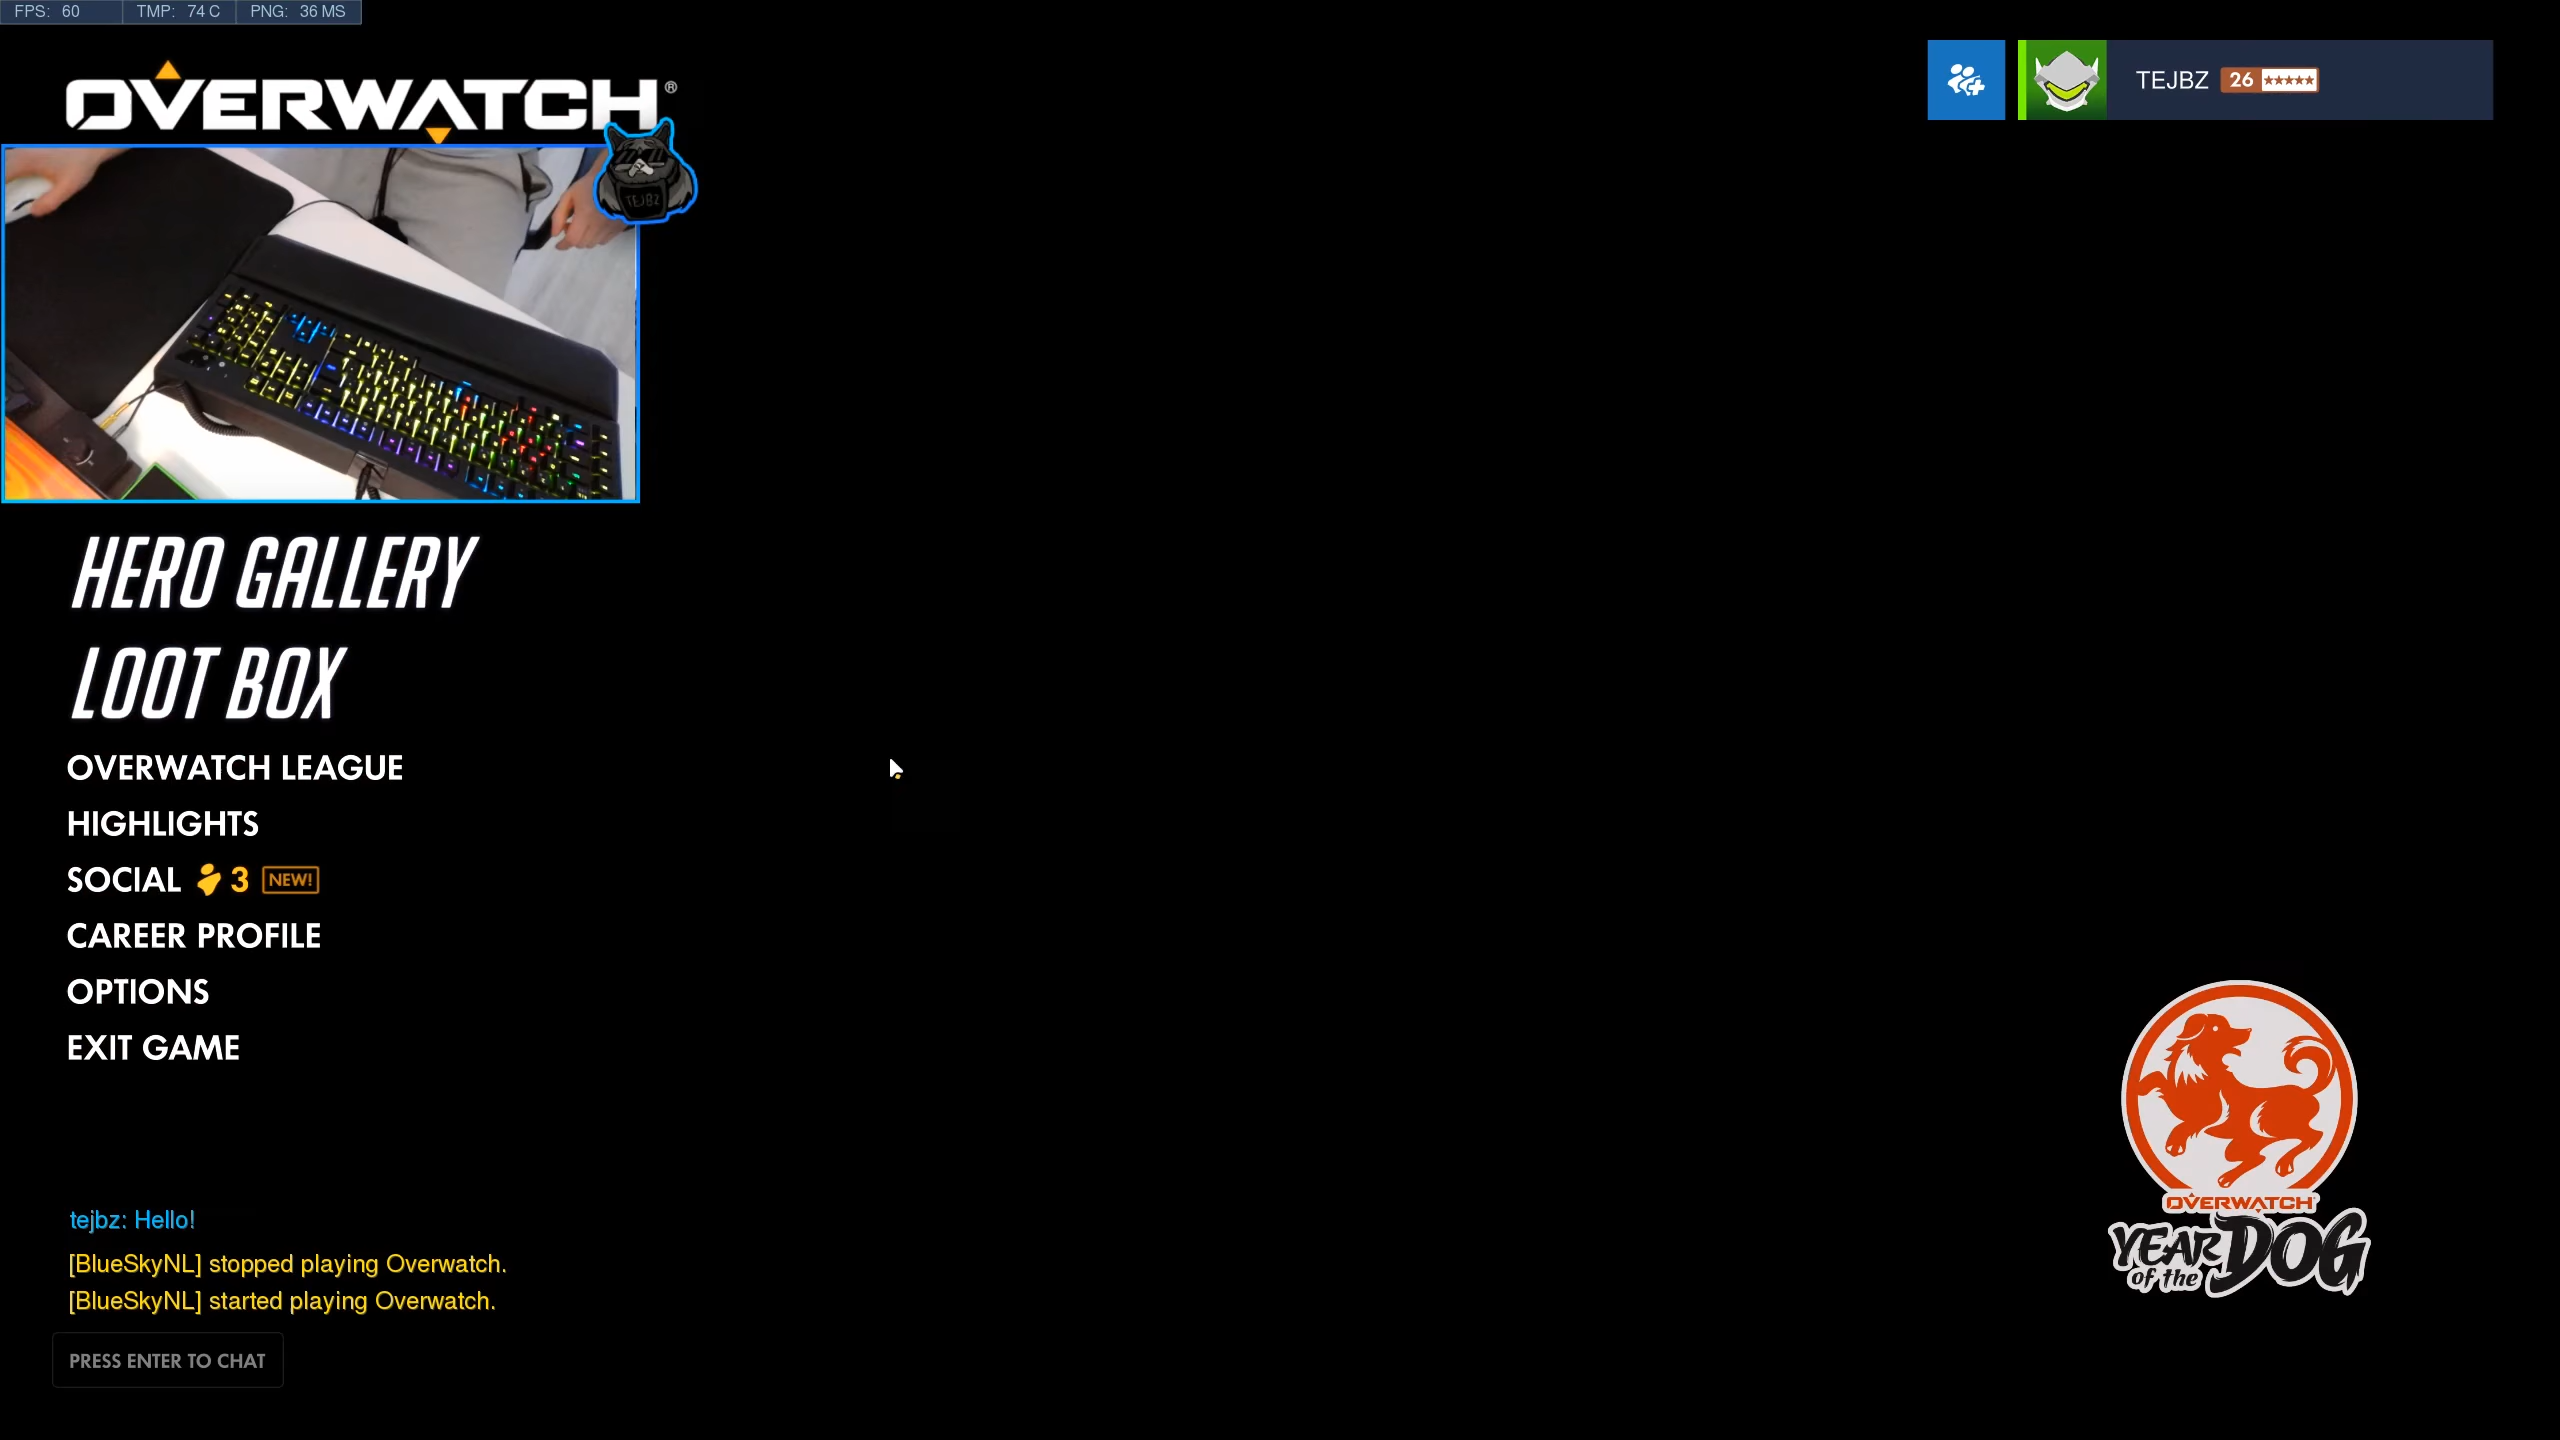 FPS: 60 TMP: 74 C PNG: 36 MS
OVERWATCH®
TEJBZ 26
TEJBZ
HERO GALLERY
LOOT BOX
OVERWATCH LEAGUE
HIGHLIGHTS
SOCIAL 3 NEW!
CAREER PROFILE
OPTIONS
EXIT GAME
tejbz: Hello!
[BlueSkyNL] stopped playing Overwatch.
[BlueSkyNL] started playing Overwatch.
PRESS ENTER TO CHAT
OVERWATCH
YEAR of the DOG